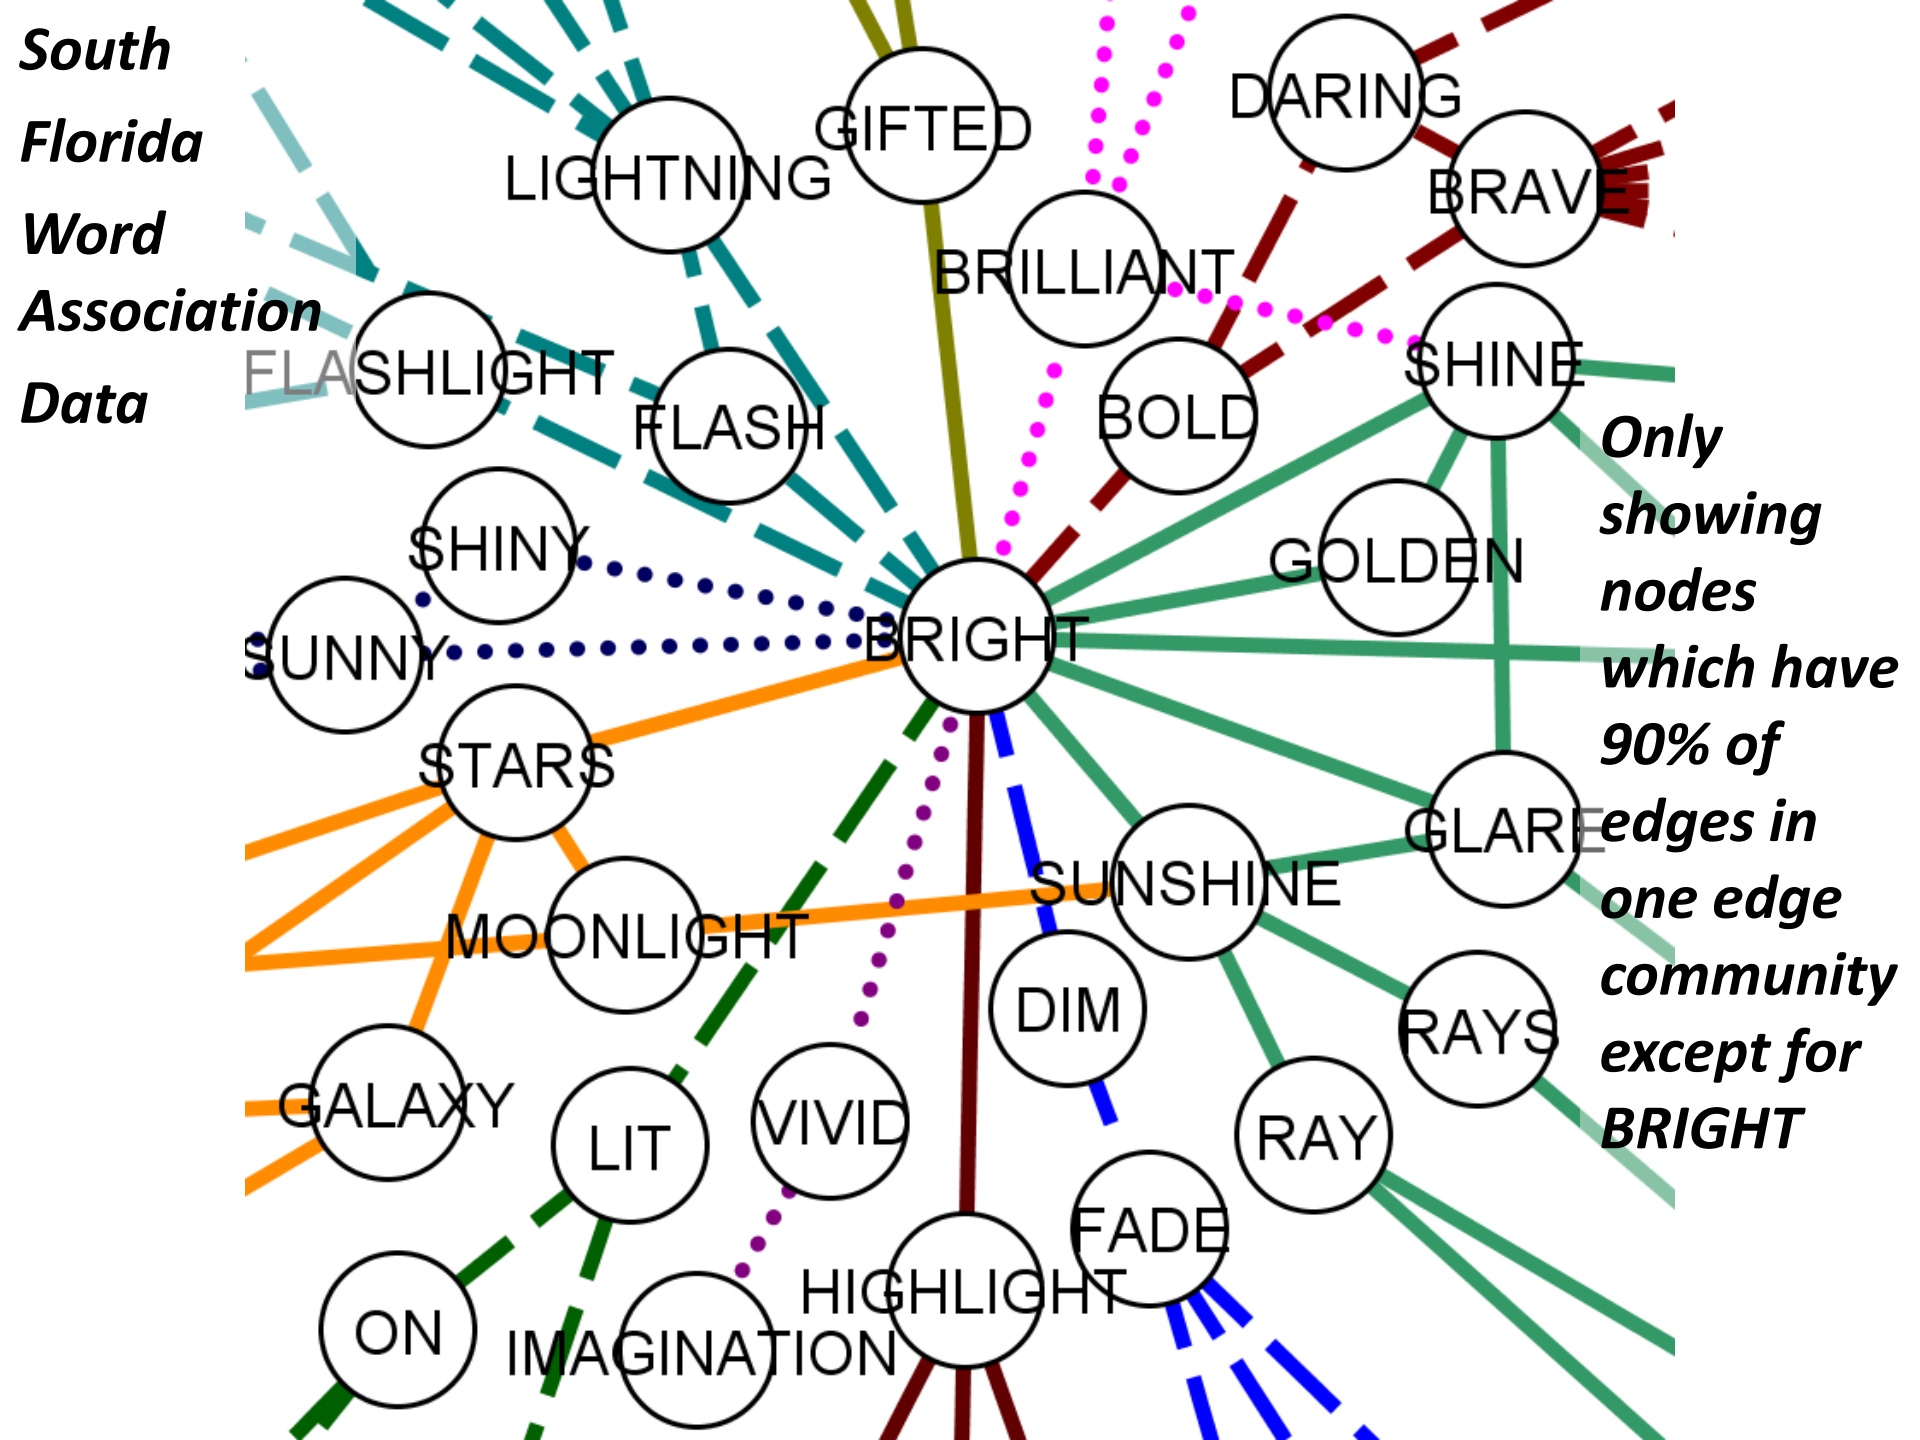 South
Florida
Word
Association
Data
LIGHTNING
GIFTED
DARING
BRAVE
BRILLIANT
FLASHLIGHT
FLASH
BOLD
SHINE
SHINY
GOLDEN
SUNNY
BRIGHT
STARS
GLARE
MOONLIGHT
SUNSHINE
DIM
RAYS
GALAXY
LIT
VIVID
RAY
FADE
HIGHLIGHT
ON
IMAGINATION
Only
showing
nodes
which have
90% of
edges in
one edge
community
except for
BRIGHT